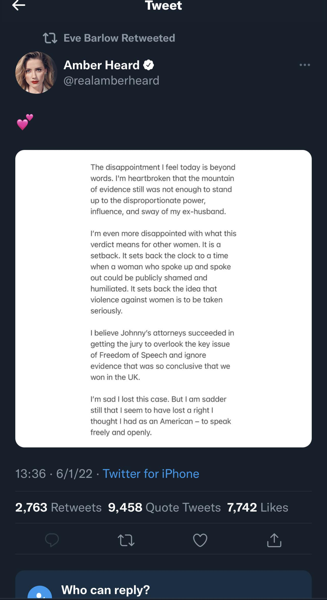 Tweet
Eve Barlow Retweeted
Amber Heard
@realamberheard
💕
The disappointment I feel today is beyond
words. I'm heartbroken that the mountain
of evidence still was not enough to stand
up to the disproportionate power,
influence, and sway of my ex-husband.
I'm even more disappointed with what this
verdict means for other women. It is a
setback. It sets back the clock to a time
when a woman who spoke up and spoke
out could be publicly shamed and
humiliated. It sets back the idea that
violence against women is to be taken
seriously.
I believe Johnny's attorneys succeeded in
getting the jury to overlook the key issue
of Freedom of Speech and ignore
evidence that was so conclusive that we
won in the UK.
I'm sad I lost this case. But I am sadder
still that I seem to have lost a right I
thought I had as an American – to speak
freely and openly.
13:36 · 6/1/22 · Twitter for iPhone
2,763 Retweets 9,458 Quote Tweets 7,742 Likes
Who can reply?